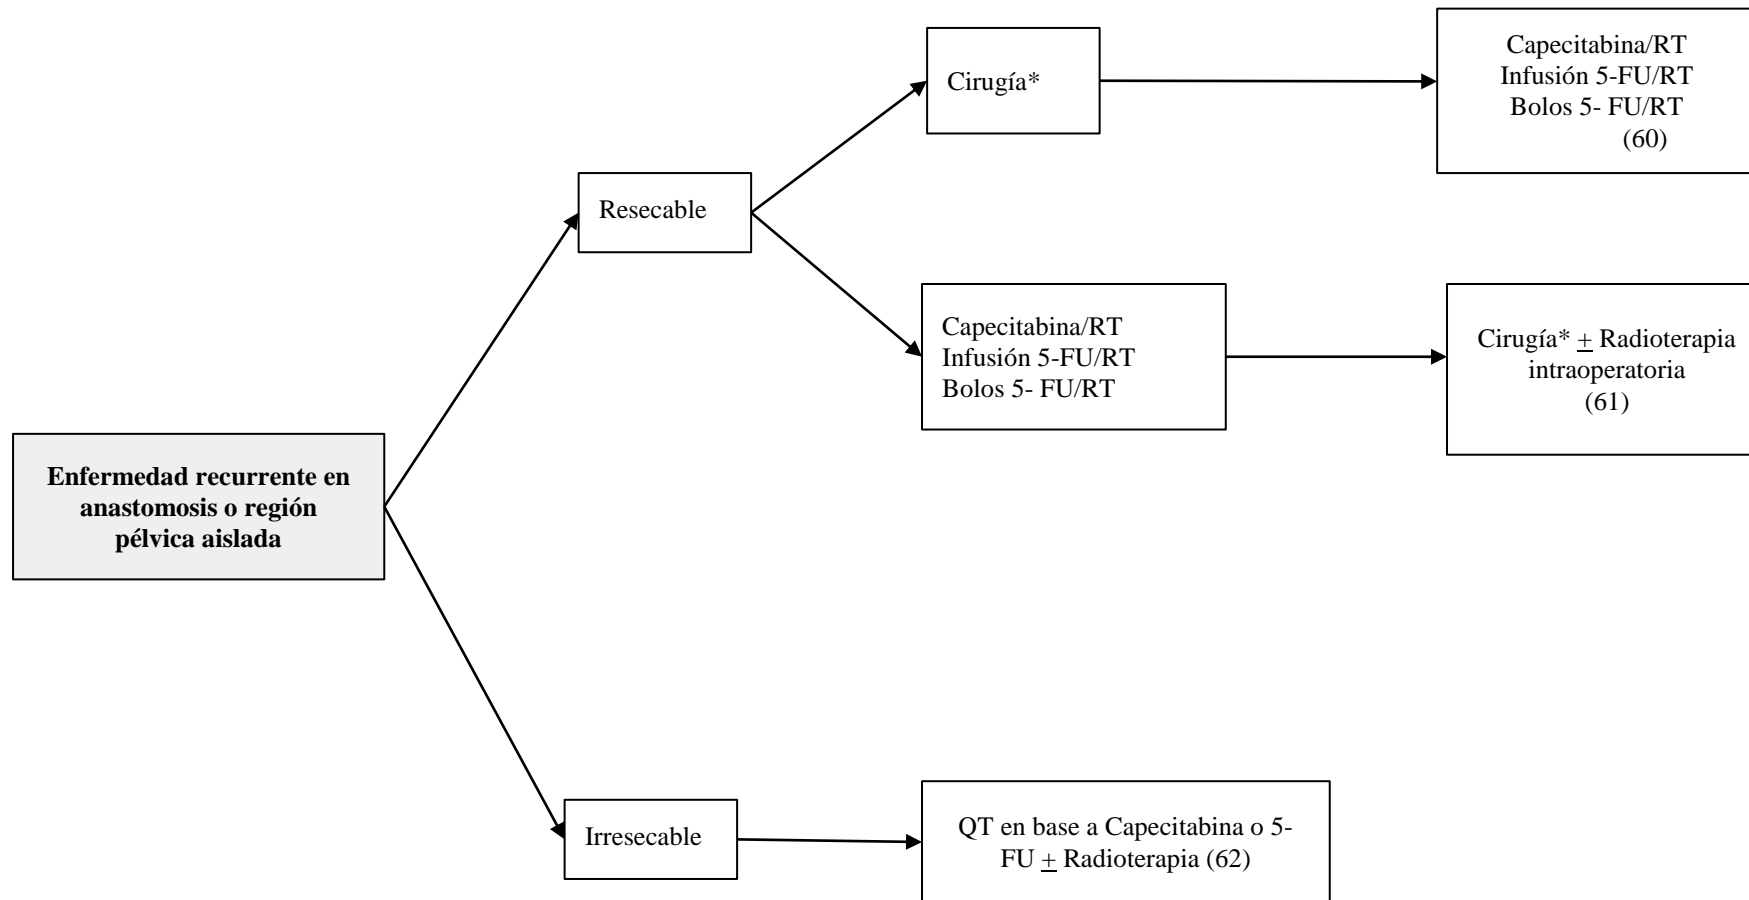 Cirugía*
Capecitabina/RT
Infusión 5-FU/RT
Bolos 5- FU/RT
(60)
Resecable
Capecitabina/RT
Infusión 5-FU/RT
Bolos 5- FU/RT
Cirugía* + Radioterapia
intraoperatoria
(61)
Enfermedad recurrente en
anastomosis o región
pélvica aislada
Irresecable
QT en base a Capecitabina o 5-
FU + Radioterapia (62)